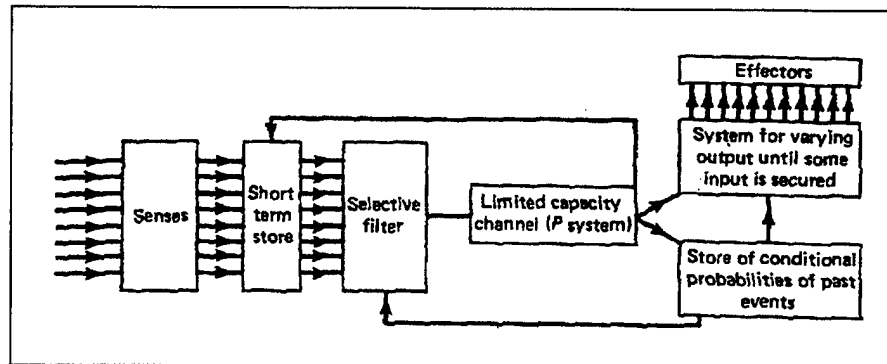 Senses
Short
term
store
Selective
filter
Limited capacity
channel (P system)
Effectors
System for varying
output until some
input is secured
Store of conditional
probabilities of past
events